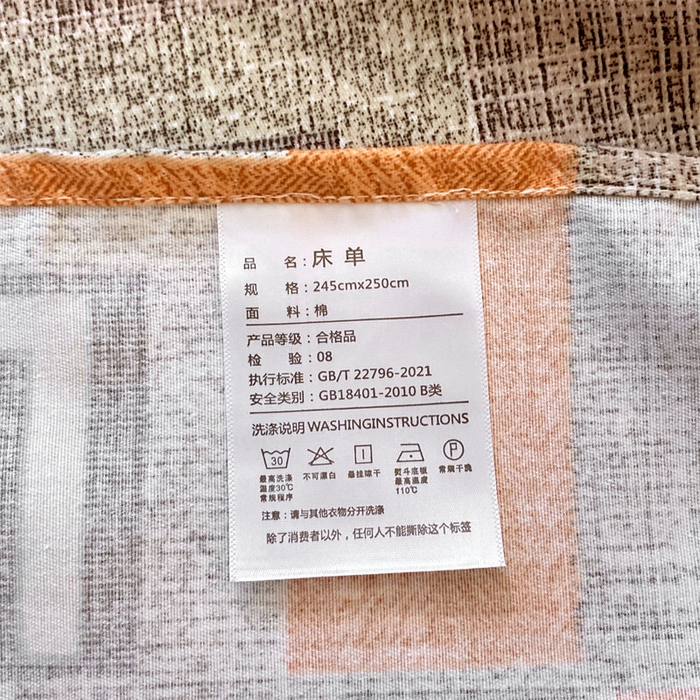 品 名：床 单
规 格：245cmx250cm
面 料：棉
产品等级：合格品
检 验：08
执行标准：GB/T 22796-2021
安全类别：GB18401-2010 B类
洗涤说明 WASHINGINSTRUCTIONS
30 P
最高洗涤温度30℃常规程序 不可漂白 悬挂晾干 熨斗底板最高温度110℃ 常规干洗
注意：请与其他衣物分开洗涤
除了消费者以外，任何人不能撕除这个标签